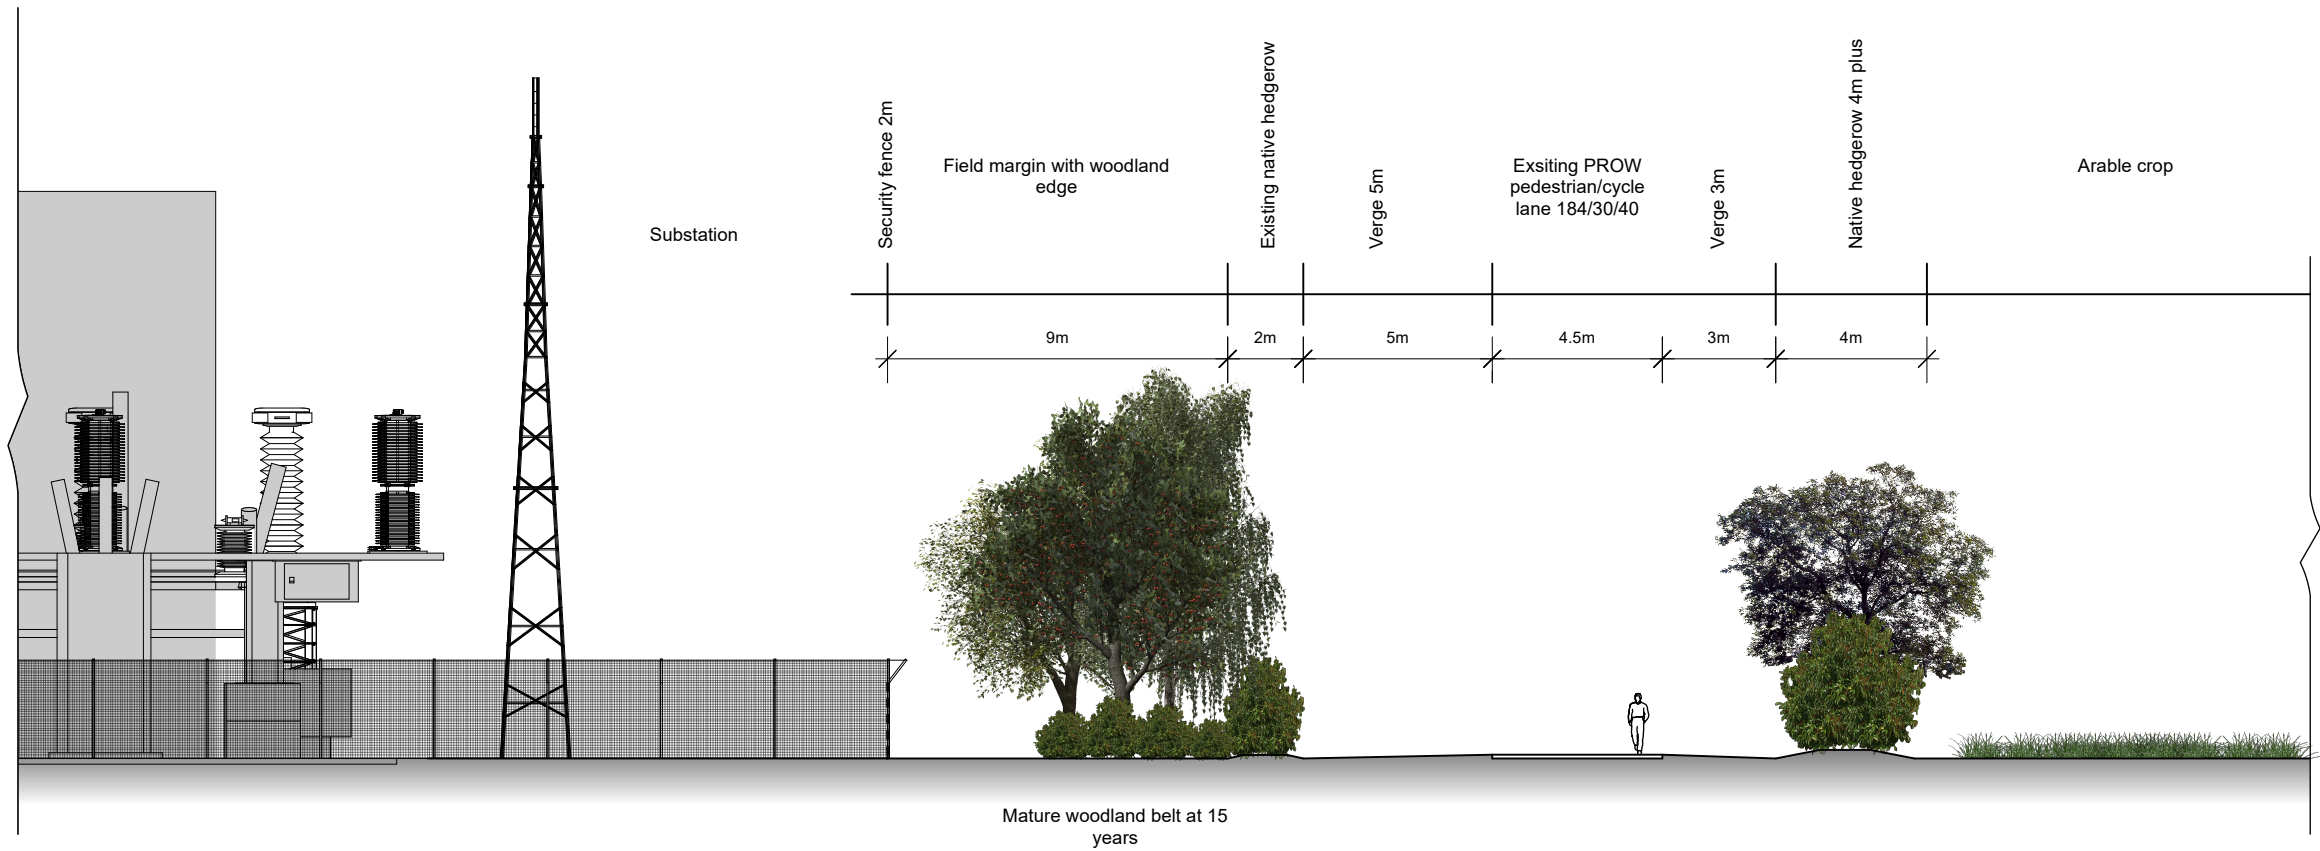 Security fence 2m
Field margin with woodland
edge
Existing native hedgerow
Verge 5m
Exsiting PROW
pedestrian/cycle
lane 184/30/40
Verge 3m
Native hedgerow 4m plus
Arable crop
Substation
9m
2m
5m
4.5m
3m
4m
Mature woodland belt at 15
years